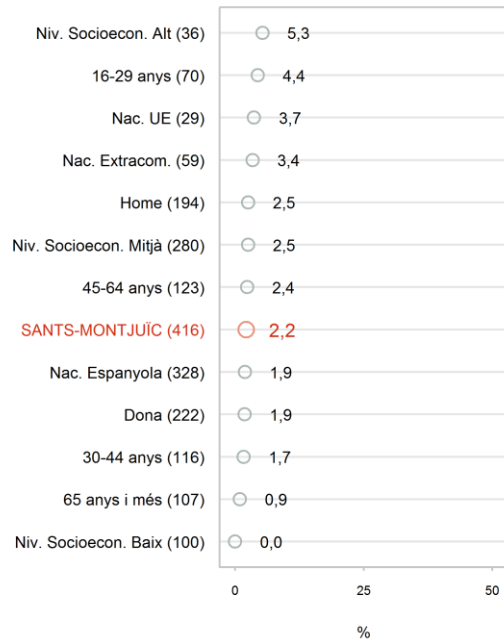 Niv. Socioecon. Alt (36) 5,3
16-29 anys (70) 4,4
Nac. UE (29) 3,7
Nac. Extracom. (59) 3,4
Home (194) 2,5
Niv. Socioecon. Mitjà (280) 2,5
45-64 anys (123) 2,4
SANTS-MONTJUÏC (416) 2,2
Nac. Espanyola (328) 1,9
Dona (222) 1,9
30-44 anys (116) 1,7
65 anys i més (107) 0,9
Niv. Socioecon. Baix (100) 0,0
0 25 50
%